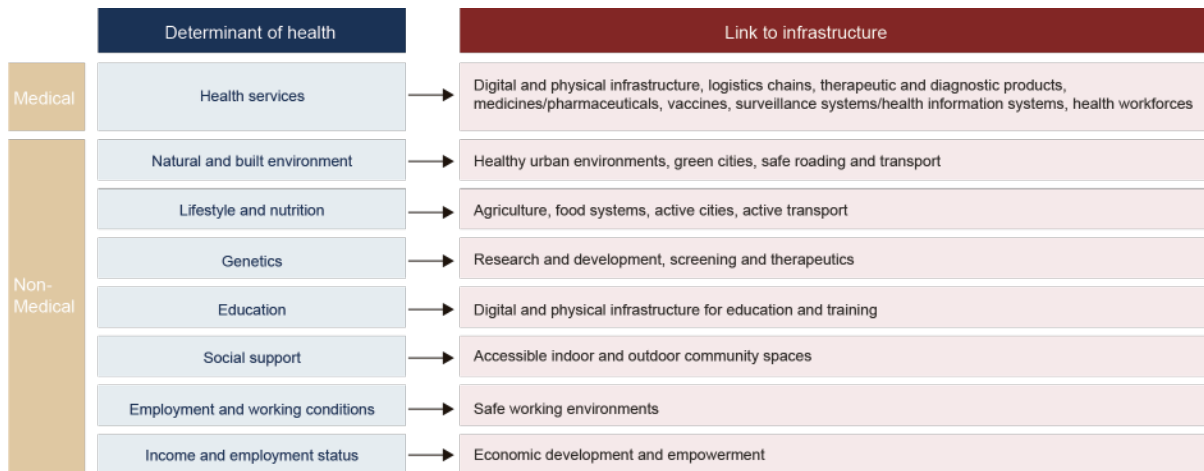 Determinant of health
Link to infrastructure
Medical
Health services
Digital and physical infrastructure, logistics chains, therapeutic and diagnostic products,
medicines/pharmaceuticals, vaccines, surveillance systems/health information systems, health workforces
Non-
Medical
Natural and built environment
Healthy urban environments, green cities, safe roading and transport
Lifestyle and nutrition
Agriculture, food systems, active cities, active transport
Genetics
Research and development, screening and therapeutics
Education
Digital and physical infrastructure for education and training
Social support
Accessible indoor and outdoor community spaces
Employment and working conditions
Safe working environments
Income and employment status
Economic development and empowerment